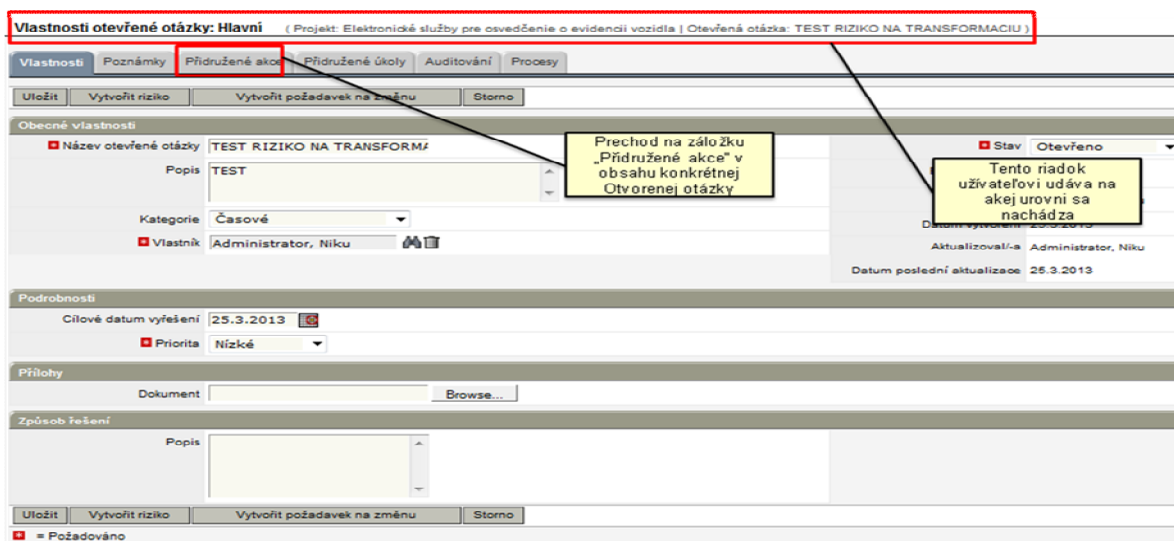 Vlastnosti otevřené otázky: Hlavní ( Projekt: Elektronické služby pre osvedčenie o evidencii vozidla | Otevřená otázka: TEST RIZIKO NA TRANSFORMACIU )
Vlastnosti Poznámky Přidružené akce Přidružené úkoly Auditování Procesy
Uložit Vytvořit riziko Vytvořit požadavek na změnu Storno
Obecné vlastnosti
Název otevřené otázky TEST RIZIKO NA TRANSFORMA
Stav Otevřeno
Popis TEST
Prechod na záložku
„Přidružené akce" v
obsahu konkrétnej
Otvorenej otázky
Tento riadok
užívateľovi udáva na
akej urovni sa
nachádza
Kategorie Časové
Vlastník Administrator, Niku
Datum vytvoření 25.3.2013
Aktualizoval/-a Administrator, Niku
Datum poslední aktualizace 25.3.2013
Podrobnosti
Cílové datum vyřešení 25.3.2013
Priorita Nízké
Přílohy
Dokument Browse...
Způsob řešení
Popis
Uložit Vytvořit riziko Vytvořit požadavek na změnu Storno
= Požadováno